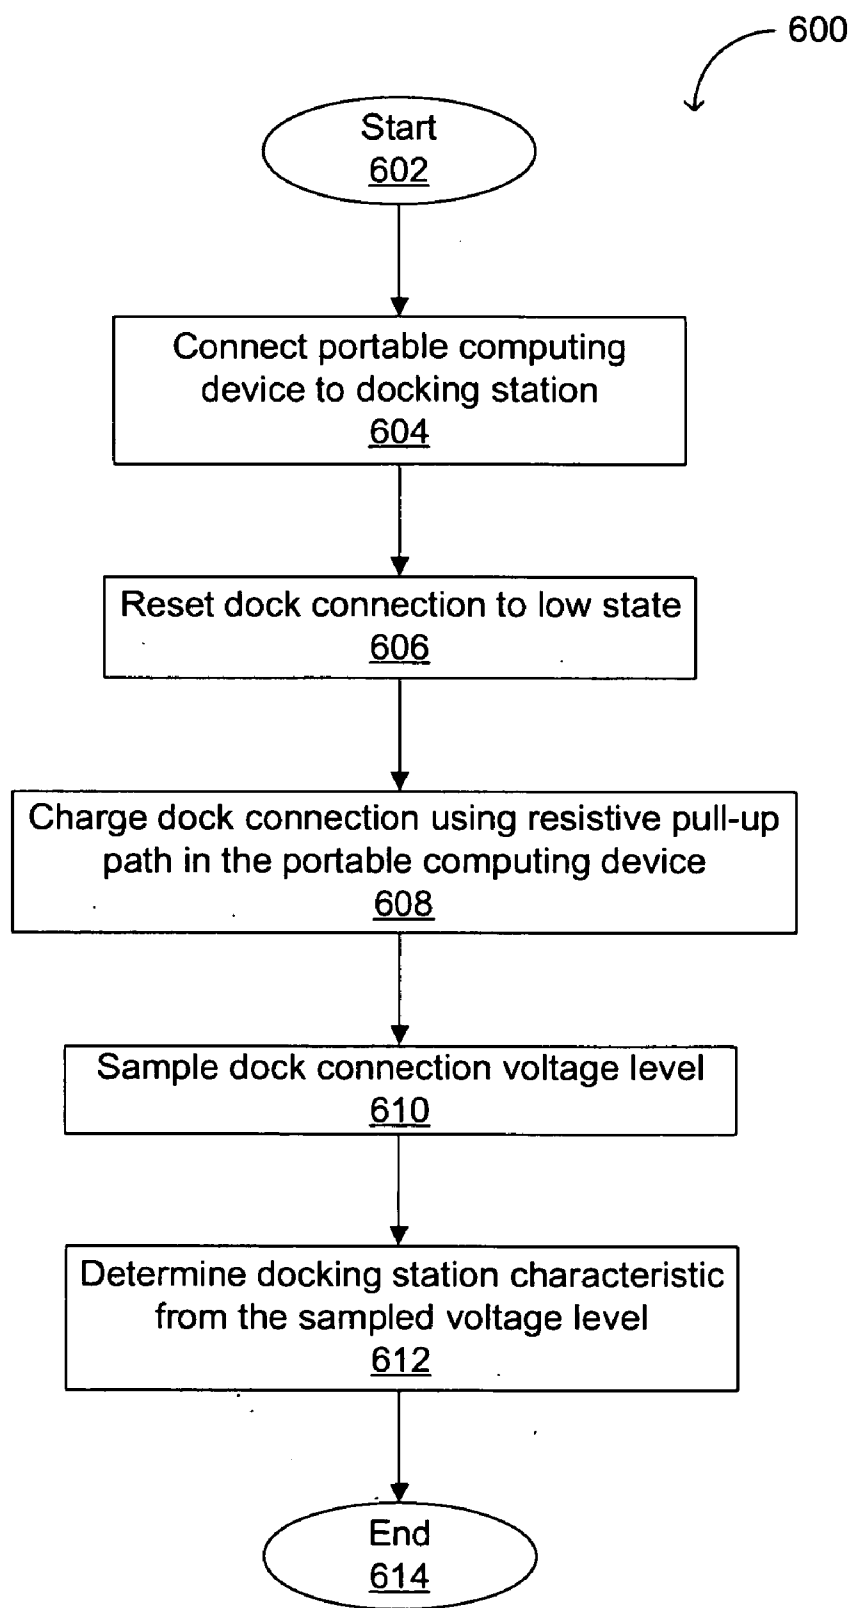 600
Start
602
Connect portable computing
device to docking station
604
Reset dock connection to low state
606
Charge dock connection using resistive pull-up
path in the portable computing device
608
Sample dock connection voltage level
610
Determine docking station characteristic
from the sampled voltage level
612
End
614